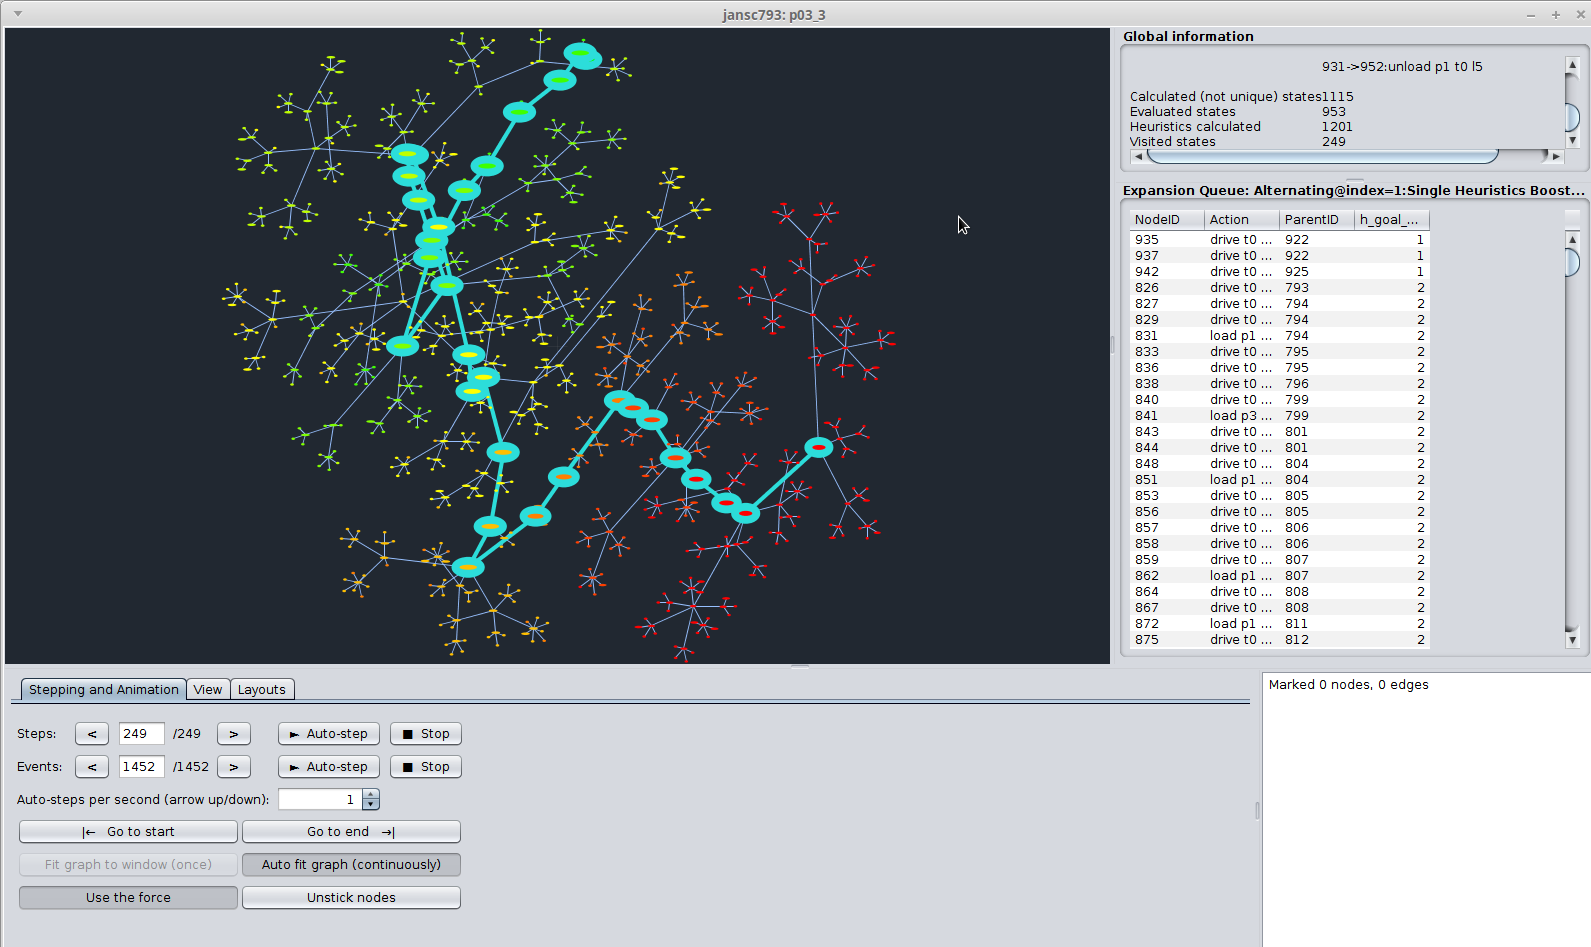 jansc793: p03_3
Global information
931->952:unload p1 t0 l5
Calculated (not unique) states1115
Evaluated states 953
Heuristics calculated 1201
Visited states 249
Expansion Queue: Alternating@index=1:Single Heuristics Boost...
NodeID Action ParentID h_goal_...
935 drive t0 ... 922 1
937 drive t0 ... 922 1
942 drive t0 ... 925 1
826 drive t0 ... 793 2
827 drive t0 ... 794 2
829 drive t0 ... 794 2
831 load p1 ... 794 2
833 drive t0 ... 795 2
836 drive t0 ... 795 2
838 drive t0 ... 796 2
840 drive t0 ... 799 2
841 load p3 ... 799 2
843 drive t0 ... 801 2
844 drive t0 ... 801 2
848 drive t0 ... 804 2
851 load p1 ... 804 2
853 drive t0 ... 805 2
856 drive t0 ... 805 2
857 drive t0 ... 806 2
858 drive t0 ... 806 2
859 drive t0 ... 807 2
862 load p1 ... 807 2
864 drive t0 ... 808 2
867 drive t0 ... 808 2
872 load p1 ... 811 2
875 drive t0 ... 812 2
Stepping and Animation View Layouts
Steps: < 249 /249 > ► Auto-step ■ Stop
Events: < 1452 /1452 > ► Auto-step ■ Stop
Auto-steps per second (arrow up/down): 1
|← Go to start Go to end →|
Fit graph to window (once) Auto fit graph (continuously)
Use the force Unstick nodes
Marked 0 nodes, 0 edges